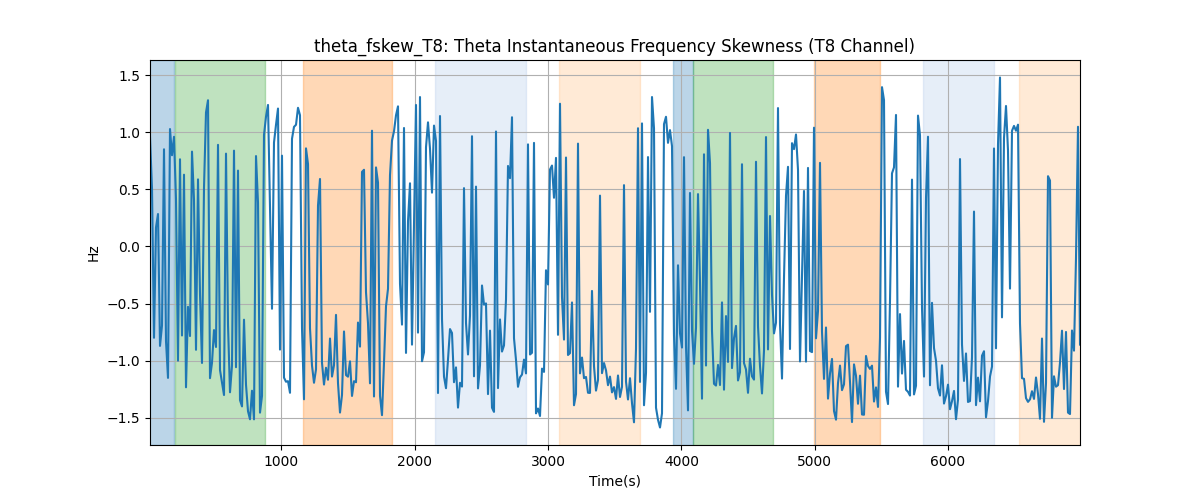 theta_fskew_T8: Theta Instantaneous Frequency Skewness (T8 Channel)
1.5
1.0
0.5
0.0
−0.5
−1.0
−1.5
Hz
1000 2000 3000 4000 5000 6000
Time(s)